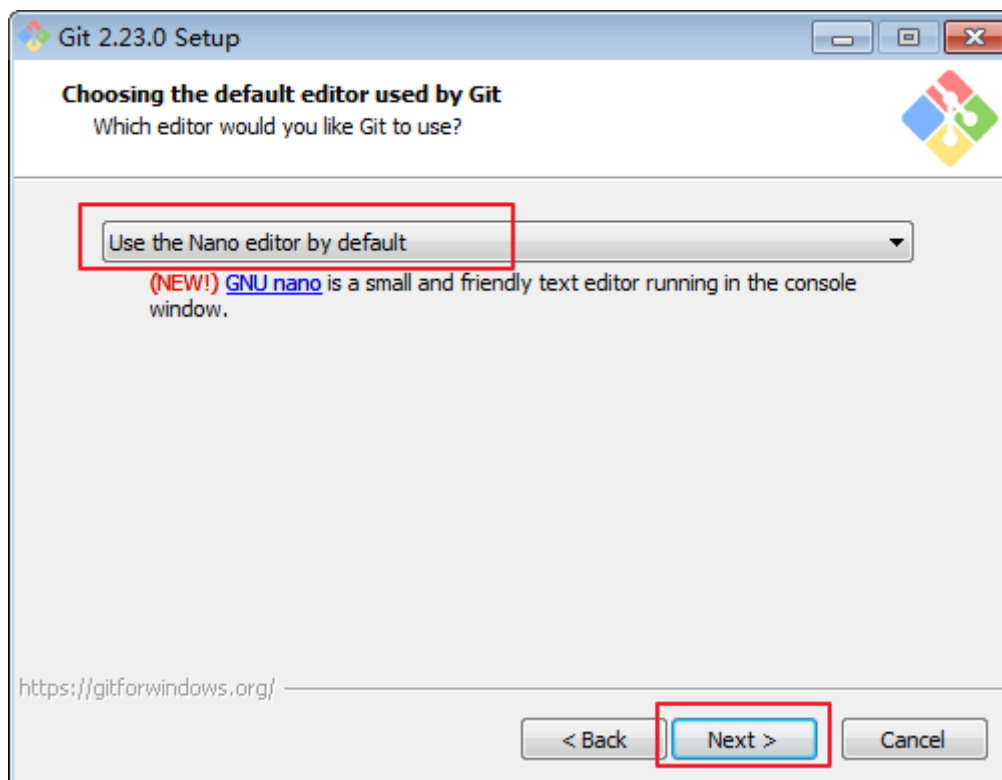 Git 2.23.0 Setup
Choosing the default editor used by Git
Which editor would you like Git to use?
Use the Nano editor by default
(NEW!) GNU nano is a small and friendly text editor running in the console
window.
https://gitforwindows.org/
< Back
Next >
Cancel